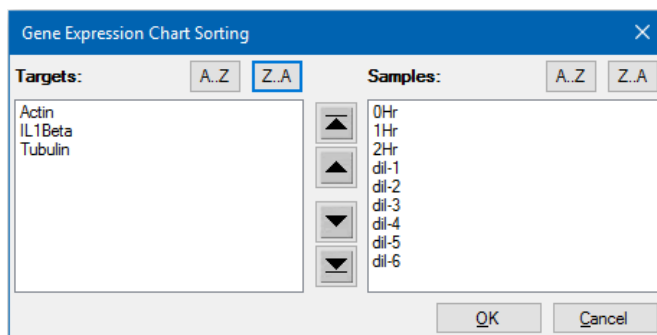 Gene Expression Chart Sorting
Targets: A..Z Z..A Samples: A..Z Z..A
Actin
IL1Beta
Tubulin
0Hr
1Hr
2Hr
dil-1
dil-2
dil-3
dil-4
dil-5
dil-6
OK Cancel